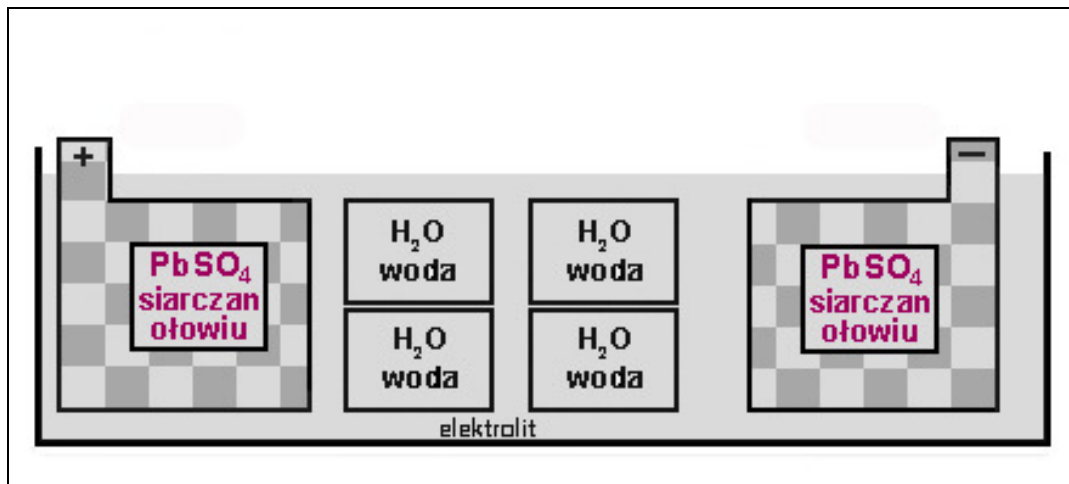 +
−
PbSO₄
siarczan
ołowiu
H₂O
woda
H₂O
woda
H₂O
woda
H₂O
woda
PbSO₄
siarczan
ołowiu
elektrolit